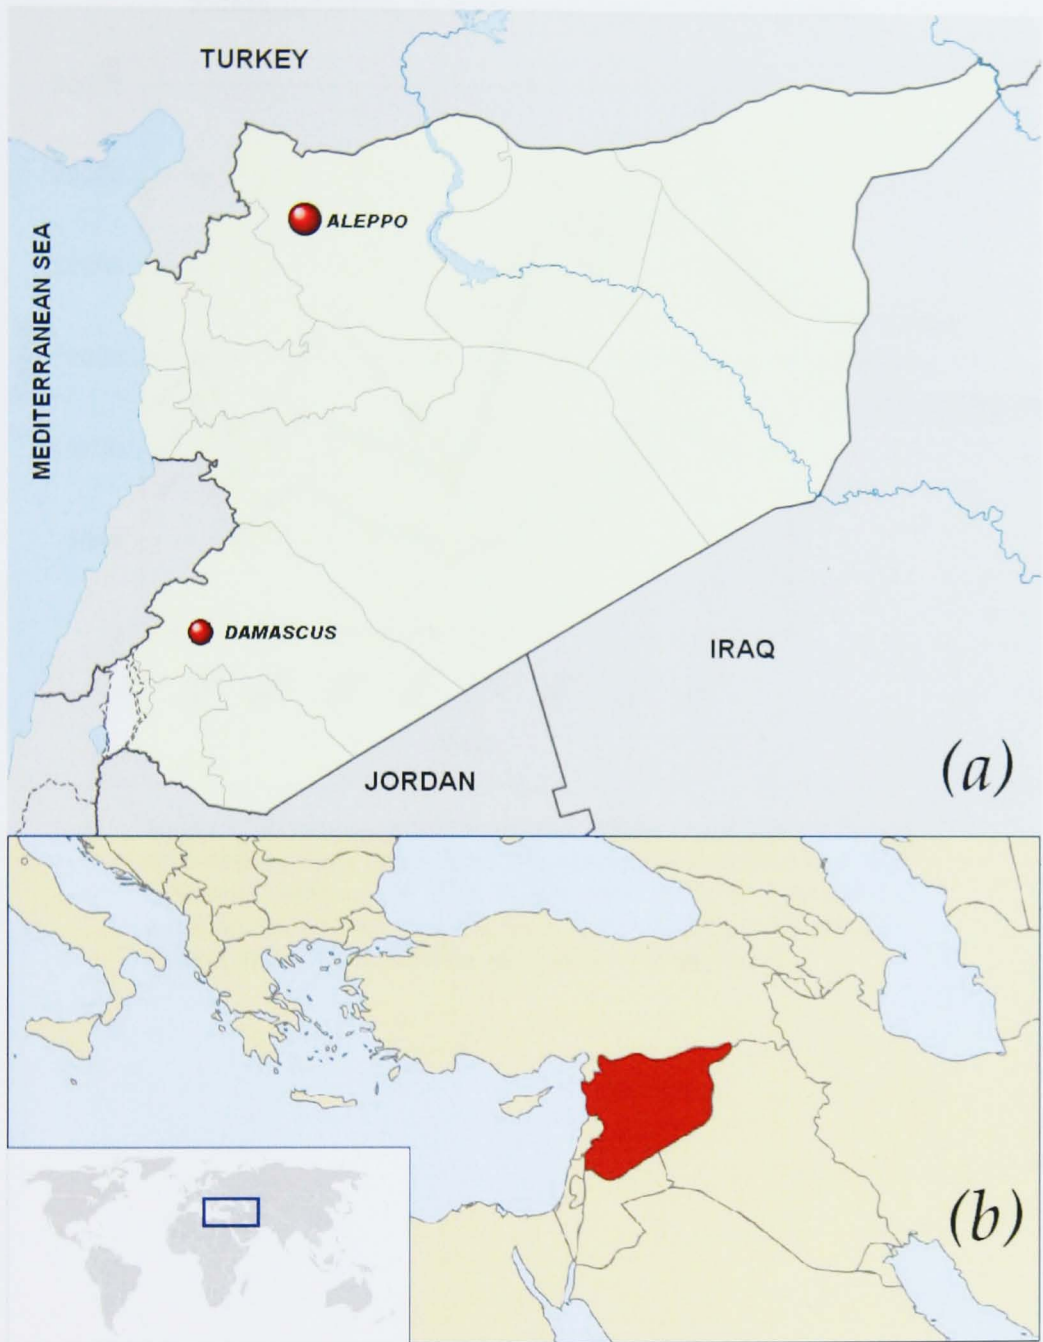 TURKEY
ALEPPO
MEDITERRANEAN SEA
DAMASCUS
IRAQ
JORDAN
(a)
(b)